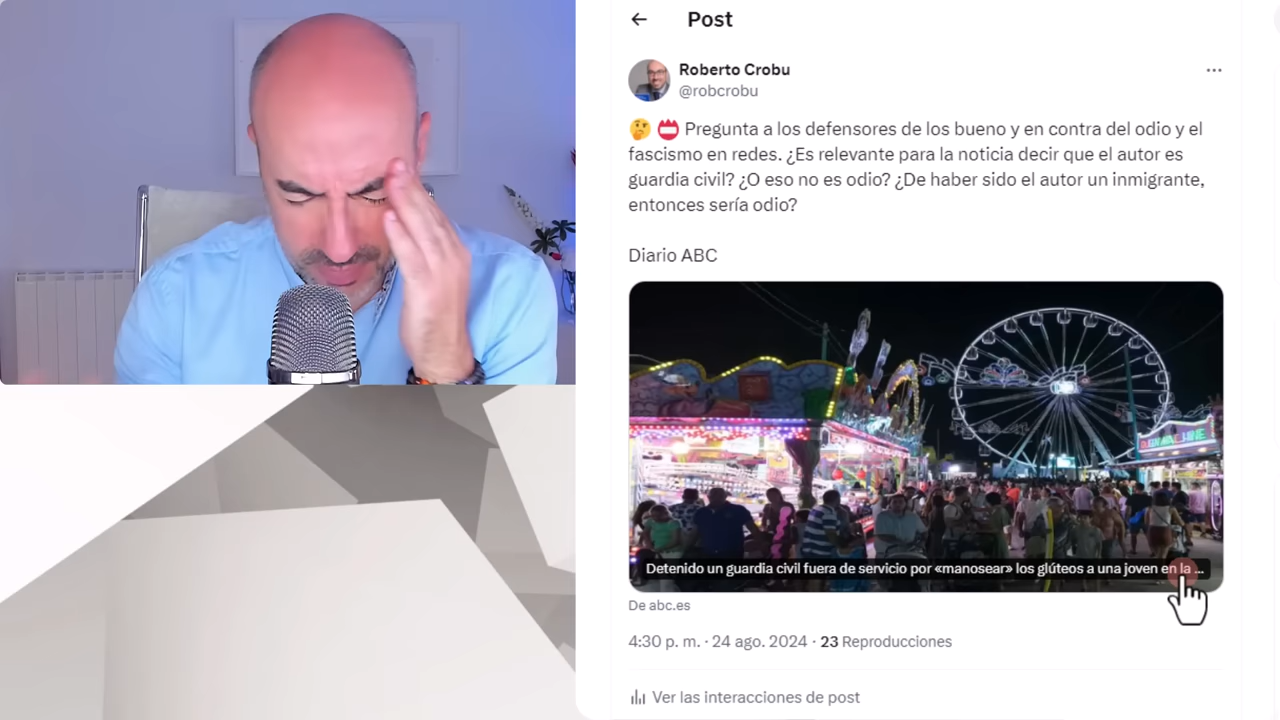 Post
Roberto Crobu
@robcrobu
🤔 📛 Pregunta a los defensores de los bueno y en contra del odio y el
fascismo en redes. ¿Es relevante para la noticia decir que el autor es
guardia civil? ¿O eso no es odio? ¿De haber sido el autor un inmigrante,
entonces sería odio?
Diario ABC
Detenido un guardia civil fuera de servicio por «manosear» los glúteos a una joven en la ...
De abc.es
4:30 p. m. · 24 ago. 2024 · 23 Reproducciones
Ver las interacciones de post